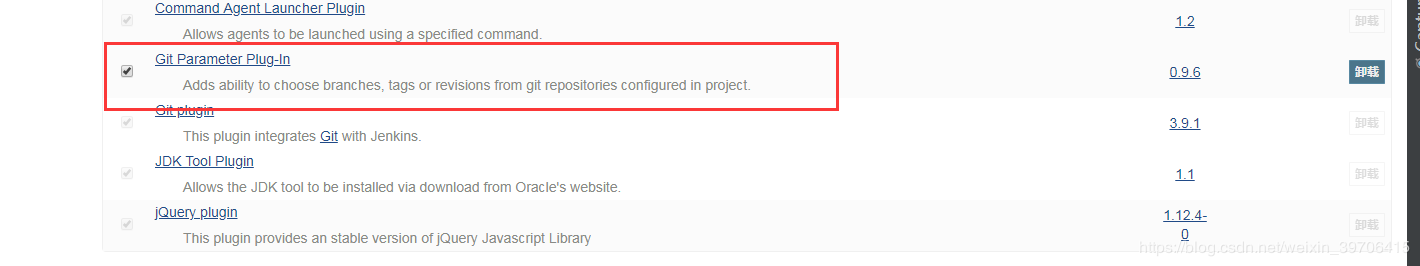 Command Agent Launcher Plugin
Allows agents to be launched using a specified command.
1.2
卸载
Git Parameter Plug-In
Adds ability to choose branches, tags or revisions from git repositories configured in project.
0.9.6
卸载
Git plugin
This plugin integrates Git with Jenkins.
3.9.1
卸载
JDK Tool Plugin
Allows the JDK tool to be installed via download from Oracle's website.
1.1
卸载
jQuery plugin
This plugin provides an stable version of jQuery Javascript Library
1.12.4-
0
卸载
https://blog.csdn.net/weixin_39706415